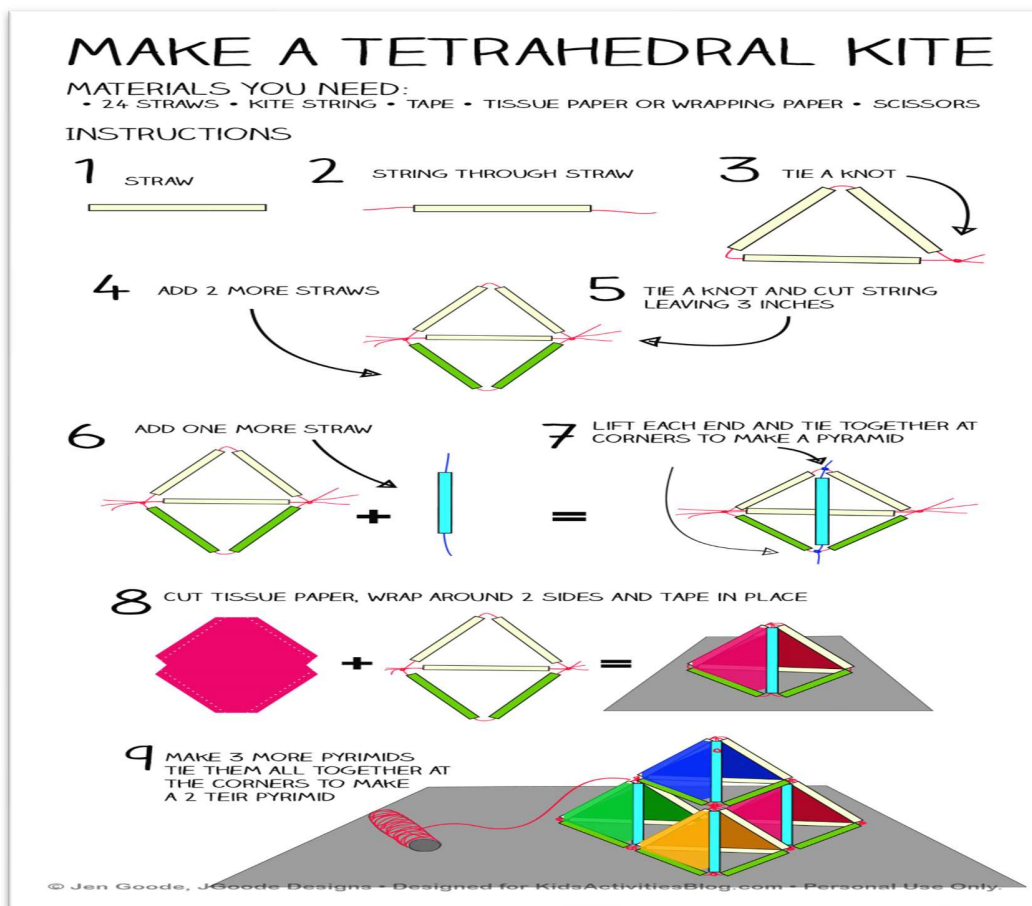 MAKE A TETRAHEDRAL KITE
MATERIALS YOU NEED:
• 24 STRAWS • KITE STRING • TAPE • TISSUE PAPER OR WRAPPING PAPER • SCISSORS
INSTRUCTIONS
1 STRAW
2 STRING THROUGH STRAW
3 TIE A KNOT
4 ADD 2 MORE STRAWS
5 TIE A KNOT AND CUT STRING
LEAVING 3 INCHES
6 ADD ONE MORE STRAW
+
=
7 LIFT EACH END AND TIE TOGETHER AT
CORNERS TO MAKE A PYRAMID
8 CUT TISSUE PAPER, WRAP AROUND 2 SIDES AND TAPE IN PLACE
+
=
9 MAKE 3 MORE PYRIMIDS
TIE THEM ALL TOGETHER AT
THE CORNERS TO MAKE
A 2 TEIR PYRIMID
© Jen Goode, JGoode Designs • Designed for KidsActivitiesBlog.com • Personal Use Only.